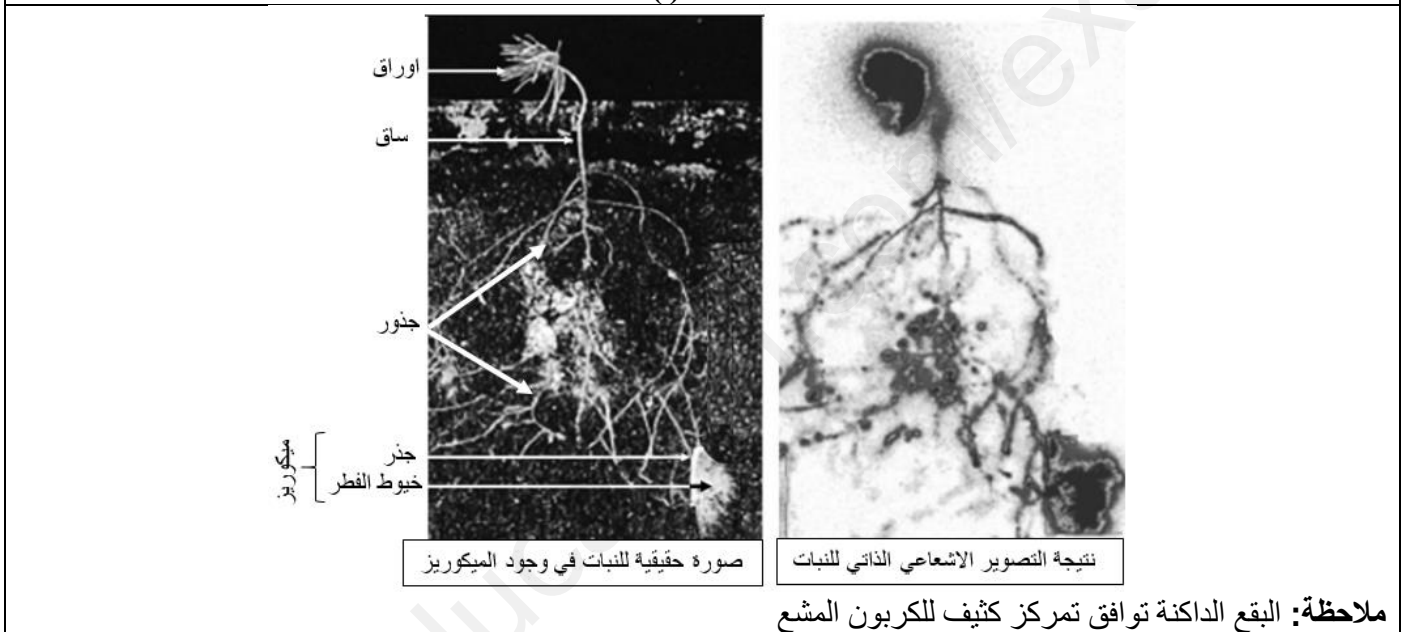 اوراق
ساق
جذور
جذر
خيوط الفطر
ميكوريز
صورة حقيقية للنبات في وجود الميكوريز
نتيجة التصوير الاشعاعي الذاتي للنبات
ملاحظة: البقع الداكنة توافق تمركز كثيف للكربون المشع